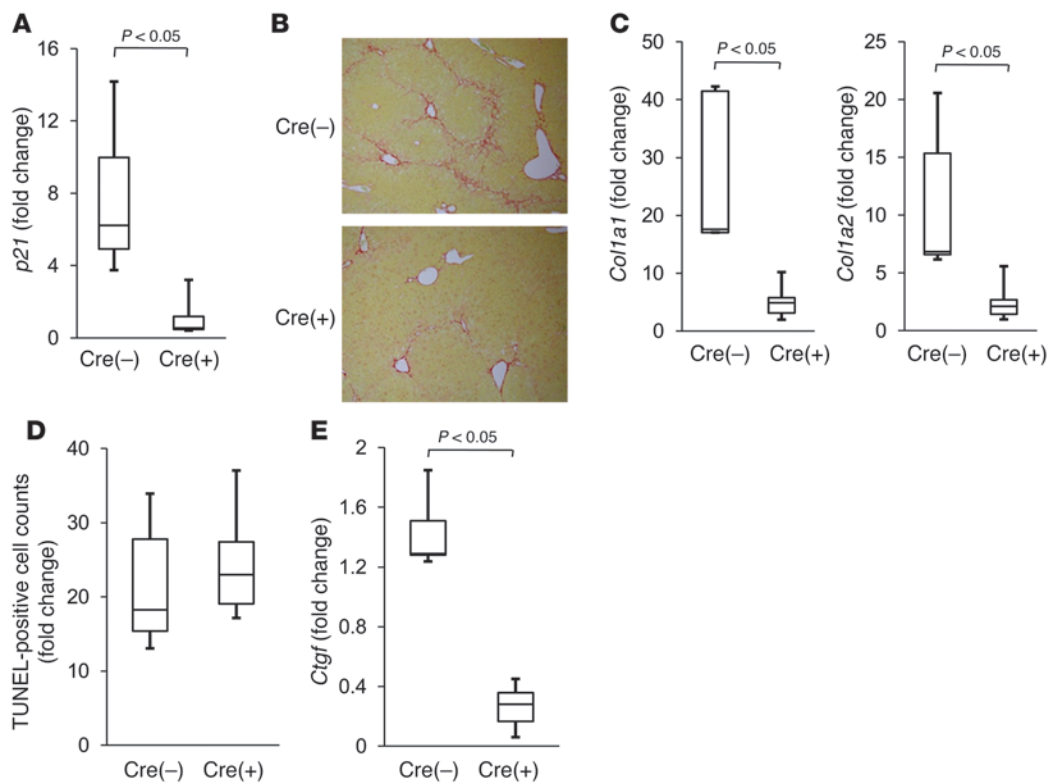 A
P < 0.05
p21 (fold change)
16
12
8
4
0
Cre(–)
Cre(+)
B
Cre(–)
Cre(+)
C
P < 0.05
Col1a1 (fold change)
50
40
30
20
10
0
Cre(–)
Cre(+)
P < 0.05
Col1a2 (fold change)
25
20
15
10
5
0
Cre(–)
Cre(+)
D
TUNEL-positive cell counts
(fold change)
40
30
20
10
0
Cre(–)
Cre(+)
E
P < 0.05
Ctgf (fold change)
2
1.6
1.2
0.8
0.4
0
Cre(–)
Cre(+)